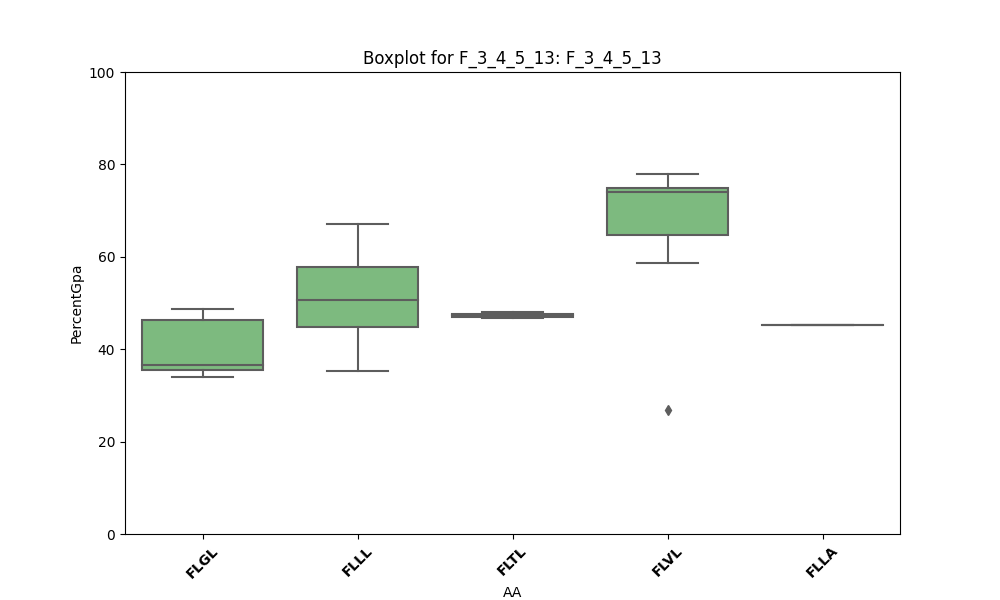 Boxplot for F_3_4_5_13: F_3_4_5_13
100
80
60
40
20
0
PercentGpa
FLGL
FLLL
FLTL
FLVL
FLLA
AA